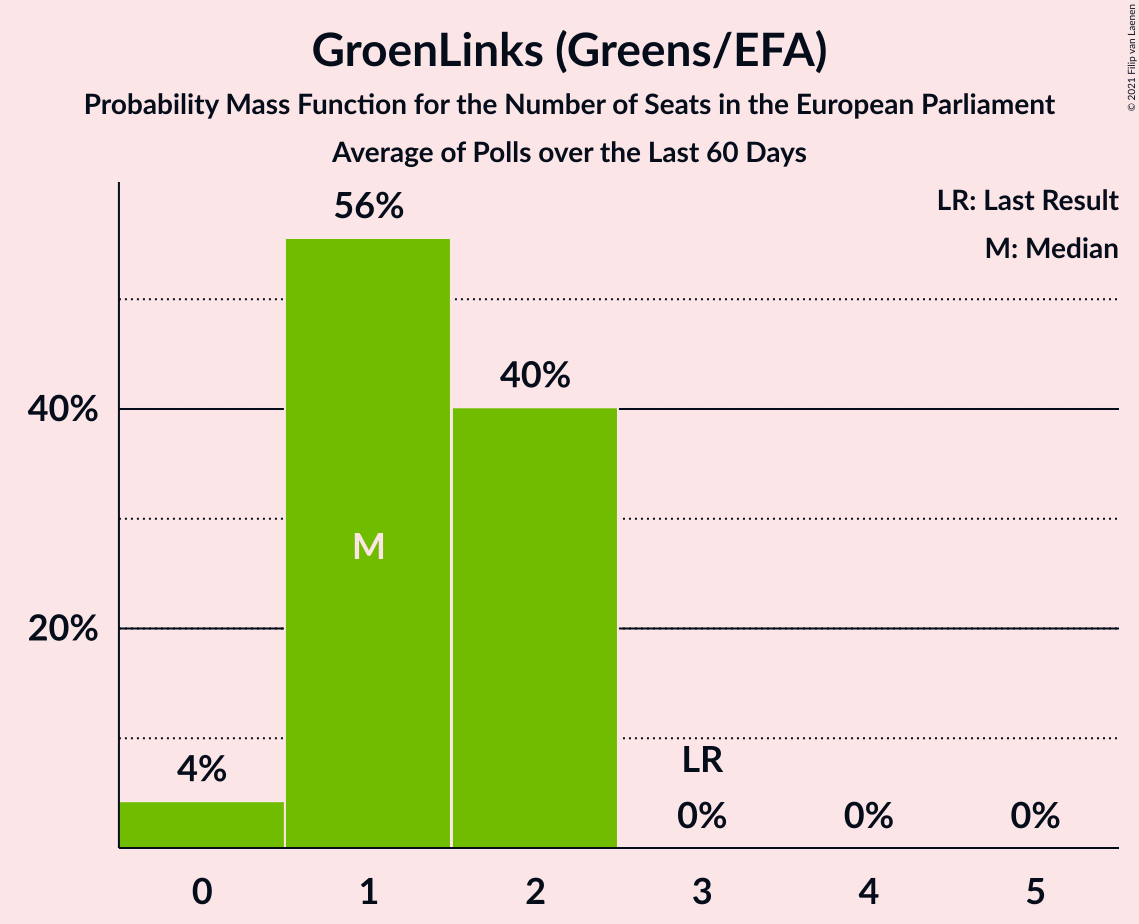 GroenLinks (Greens/EFA)
Probability Mass Function for the Number of Seats in the European Parliament
Average of Polls over the Last 60 Days
© 2021 Filip van Laenen
LR: Last Result
M: Median
56%
40%
40%
M
20%
4%
LR
0%
0%
0%
0
1
2
3
4
5